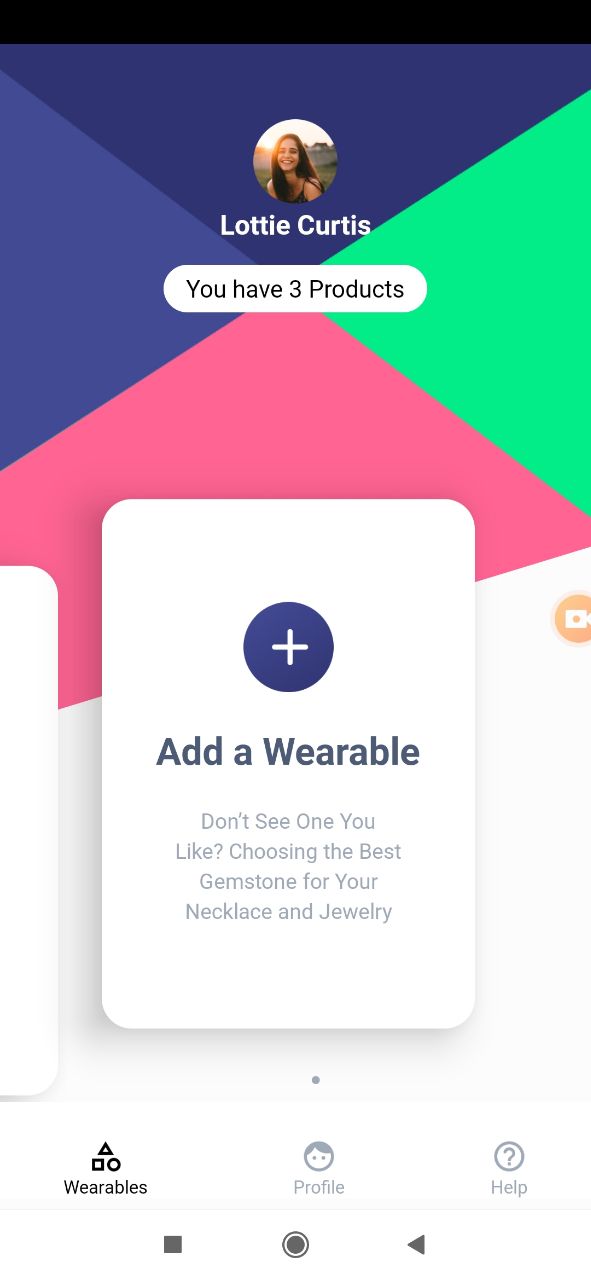 Lottie Curtis
You have 3 Products
Add a Wearable
Don’t See One You
Like? Choosing the Best
Gemstone for Your
Necklace and Jewelry
Wearables
Profile
Help